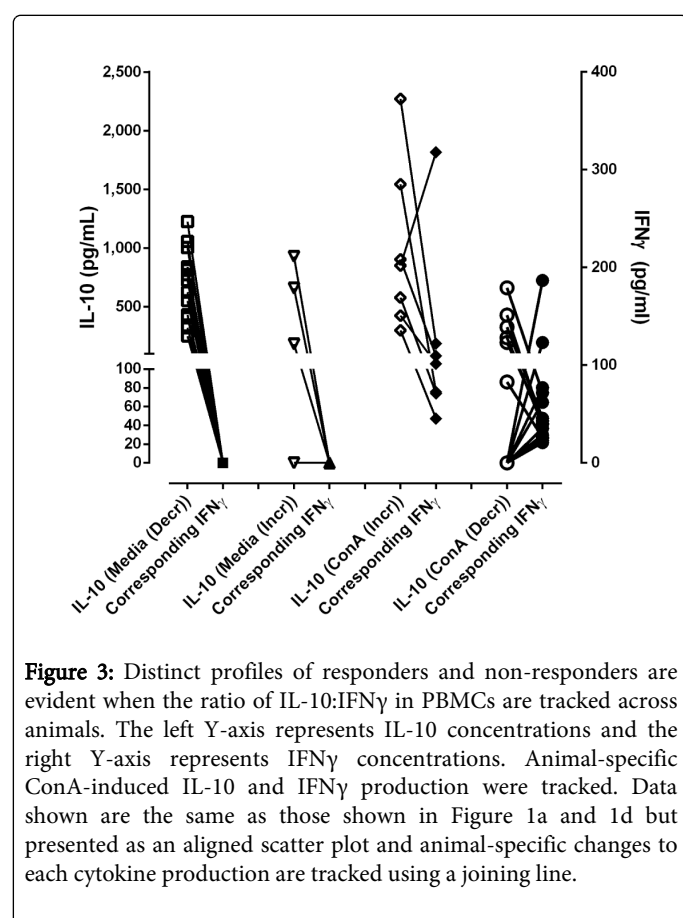 2,500
2,000
1,500
1,000
500
100
80
60
40
20
0
IL-10 (pg/mL)
400
300
200
100
0
IFNγ (pg/ml)
IL-10 (Media (Decr))
Corresponding IFNγ
IL-10 (Media (Incr))
Corresponding IFNγ
IL-10 (ConA (Incr))
Corresponding IFNγ
IL-10 (ConA (Decr))
Corresponding IFNγ
Figure 3: Distinct profiles of responders and non-responders are
evident when the ratio of IL-10:IFNγ in PBMCs are tracked across
animals. The left Y-axis represents IL-10 concentrations and the
right Y-axis represents IFNγ concentrations. Animal-specific
ConA-induced IL-10 and IFNγ production were tracked. Data
shown are the same as those shown in Figure 1a and 1d but
presented as an aligned scatter plot and animal-specific changes to
each cytokine production are tracked using a joining line.